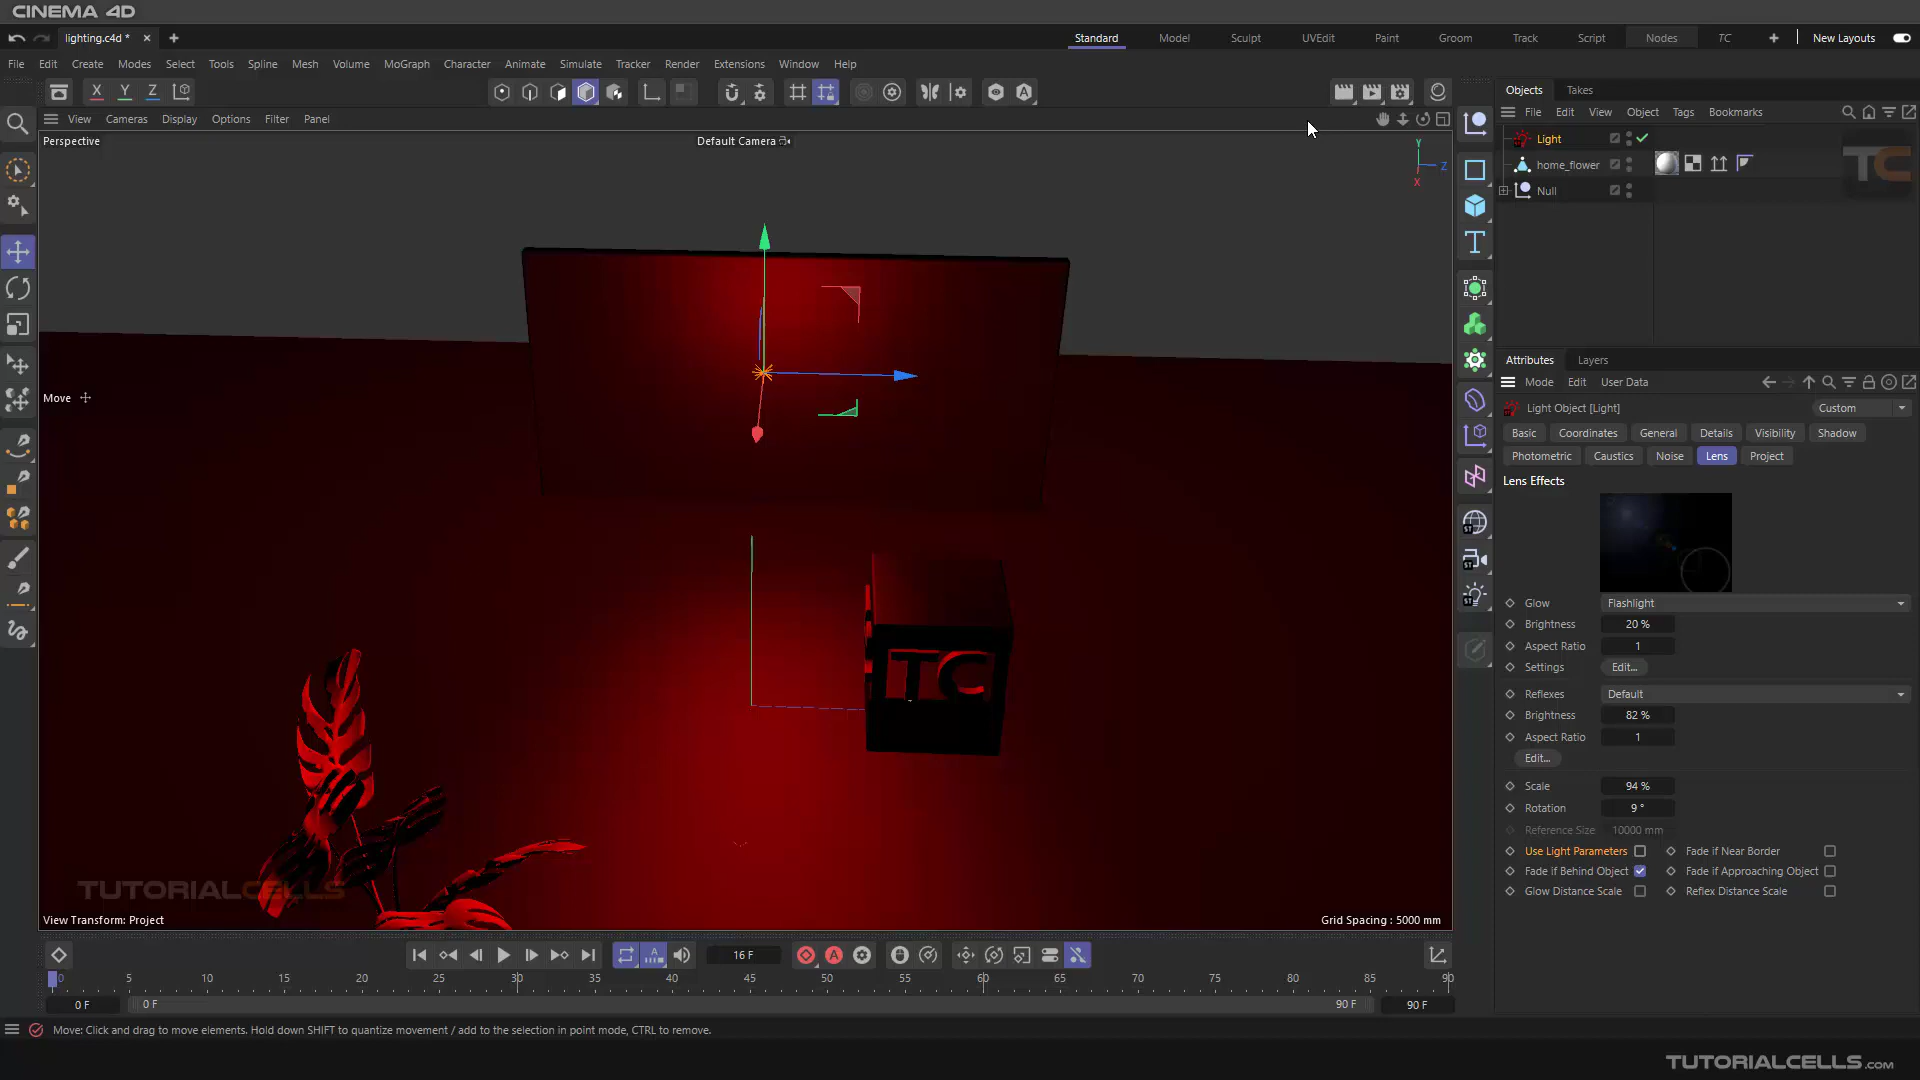 CINEMA 4D
lighting.c4d *
Standard Model Sculpt UVEdit Paint Groom Track Script Nodes TC New Layouts
File Edit Create Modes Select Tools Spline Mesh Volume MoGraph Character Animate Simulate Tracker Render Extensions Window Help
X Y Z
Objects Takes
View Cameras Display Options Filter Panel
File Edit View Object Tags Bookmarks
Perspective
Default Camera
Y
Z
X
Light
home_flower
Null
TC
Attributes Layers
Mode Edit User Data
Move
Light Object [Light]
Custom
Basic Coordinates General Details Visibility Shadow
Photometric Caustics Noise Lens Project
Lens Effects
Glow Flashlight
Brightness 20 %
Aspect Ratio 1
Settings Edit...
Reflexes Default
Brightness 82 %
Aspect Ratio 1
Edit...
Scale 94 %
Rotation 9 °
Reference Size 10000 mm
Use Light Parameters Fade if Near Border
Fade if Behind Object Fade if Approaching Object
Glow Distance Scale Reflex Distance Scale
TC
TUTORIALCELLS
View Transform: Project
Grid Spacing : 5000 mm
16 F
0 5 10 15 20 25 30 35 40 45 50 55 60 65 70 75 80 85 90
0 F 0 F 90 F 90 F
Move: Click and drag to move elements. Hold down SHIFT to quantize movement / add to the selection in point mode, CTRL to remove.
TUTORIALCELLS.com